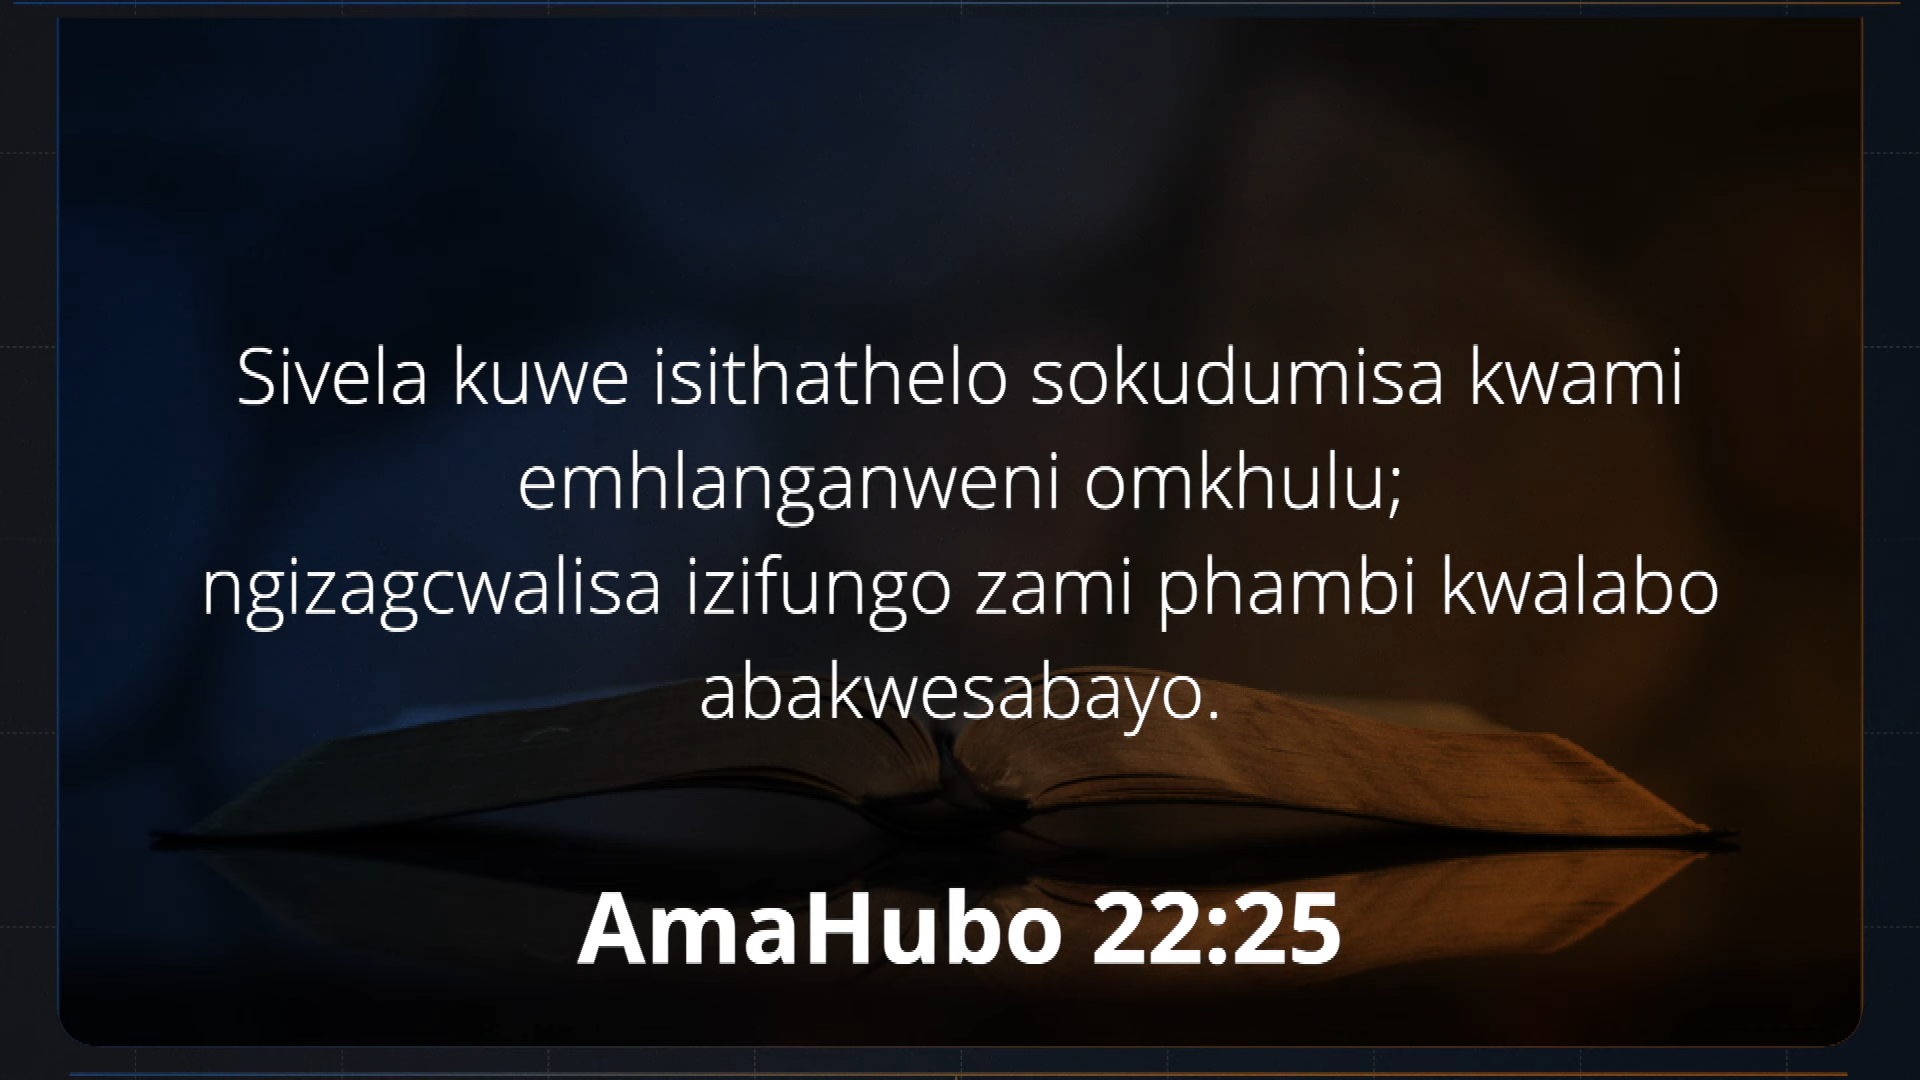 Sivela kuwe isithathelo sokudumisa kwami
emhlanganweni omkhulu;
ngizagcwalisa izifungo zami phambi kwalabo
abakwesabayo.
AmaHubo 22:25